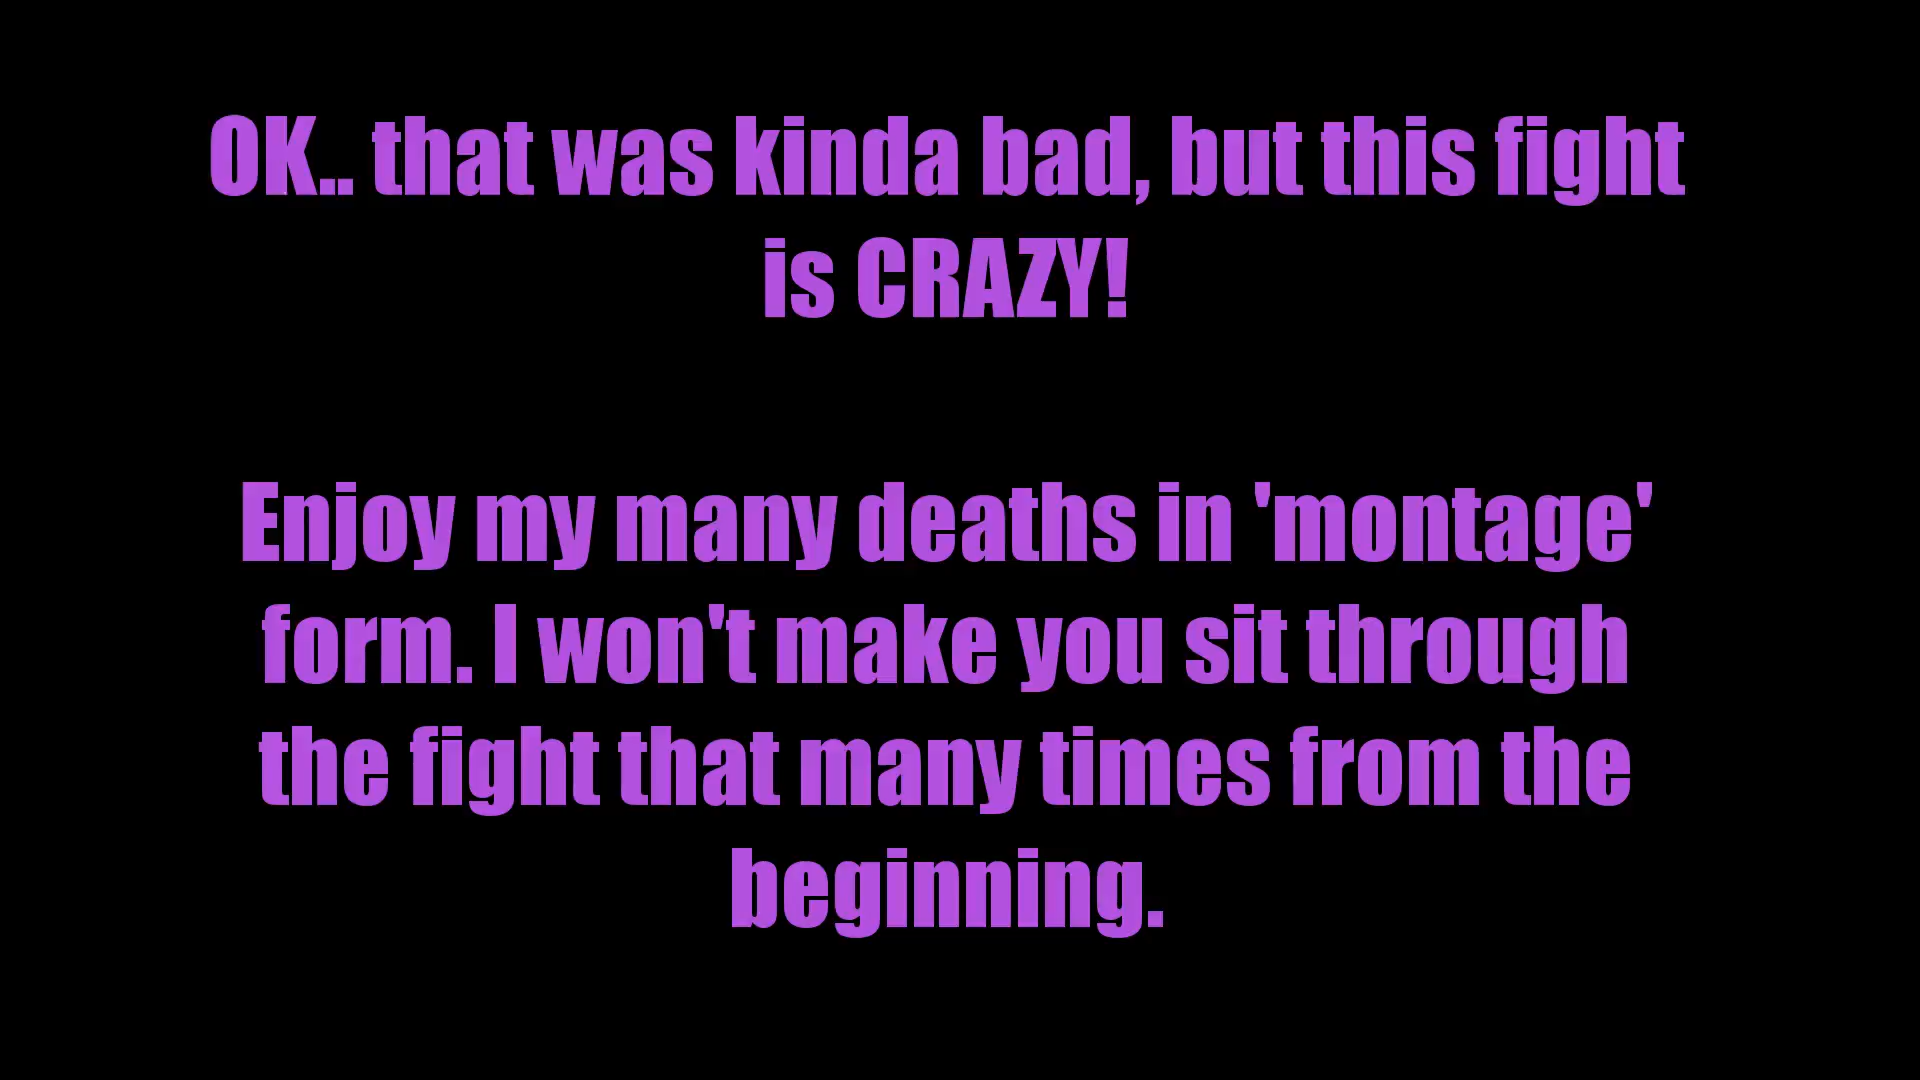 OK.. that was kinda bad, but this fight
is CRAZY!
Enjoy my many deaths in 'montage'
form. I won't make you sit through
the fight that many times from the
beginning.